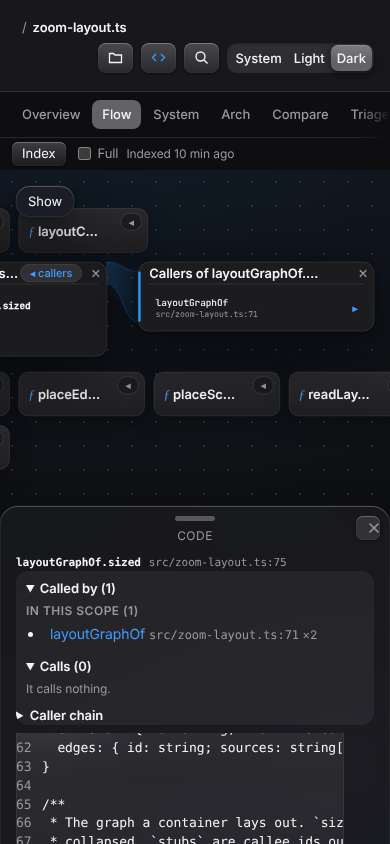 / zoom-layout.ts
System Light Dark
Overview Flow System Arch Compare Triage
Index Full Indexed 10 min ago
Show
ƒ layoutC... ◂
s... ◂ callers ✕
.sized
Callers of layoutGraphOf.... ✕
layoutGraphOf ▸
src/zoom-layout.ts:71
ƒ placeEd... ◂
ƒ placeSc... ◂
ƒ readLay...
CODE ✕
layoutGraphOf.sized src/zoom-layout.ts:75
▼ Called by (1)
IN THIS SCOPE (1)
• layoutGraphOf src/zoom-layout.ts:71 ×2
▼ Calls (0)
It calls nothing.
▶ Caller chain
62 edges: { id: string; sources: string[
63 }
64
65 /**
66 * The graph a container lays out. `siz
67 * collapsed. `stubs` are callee ids ou